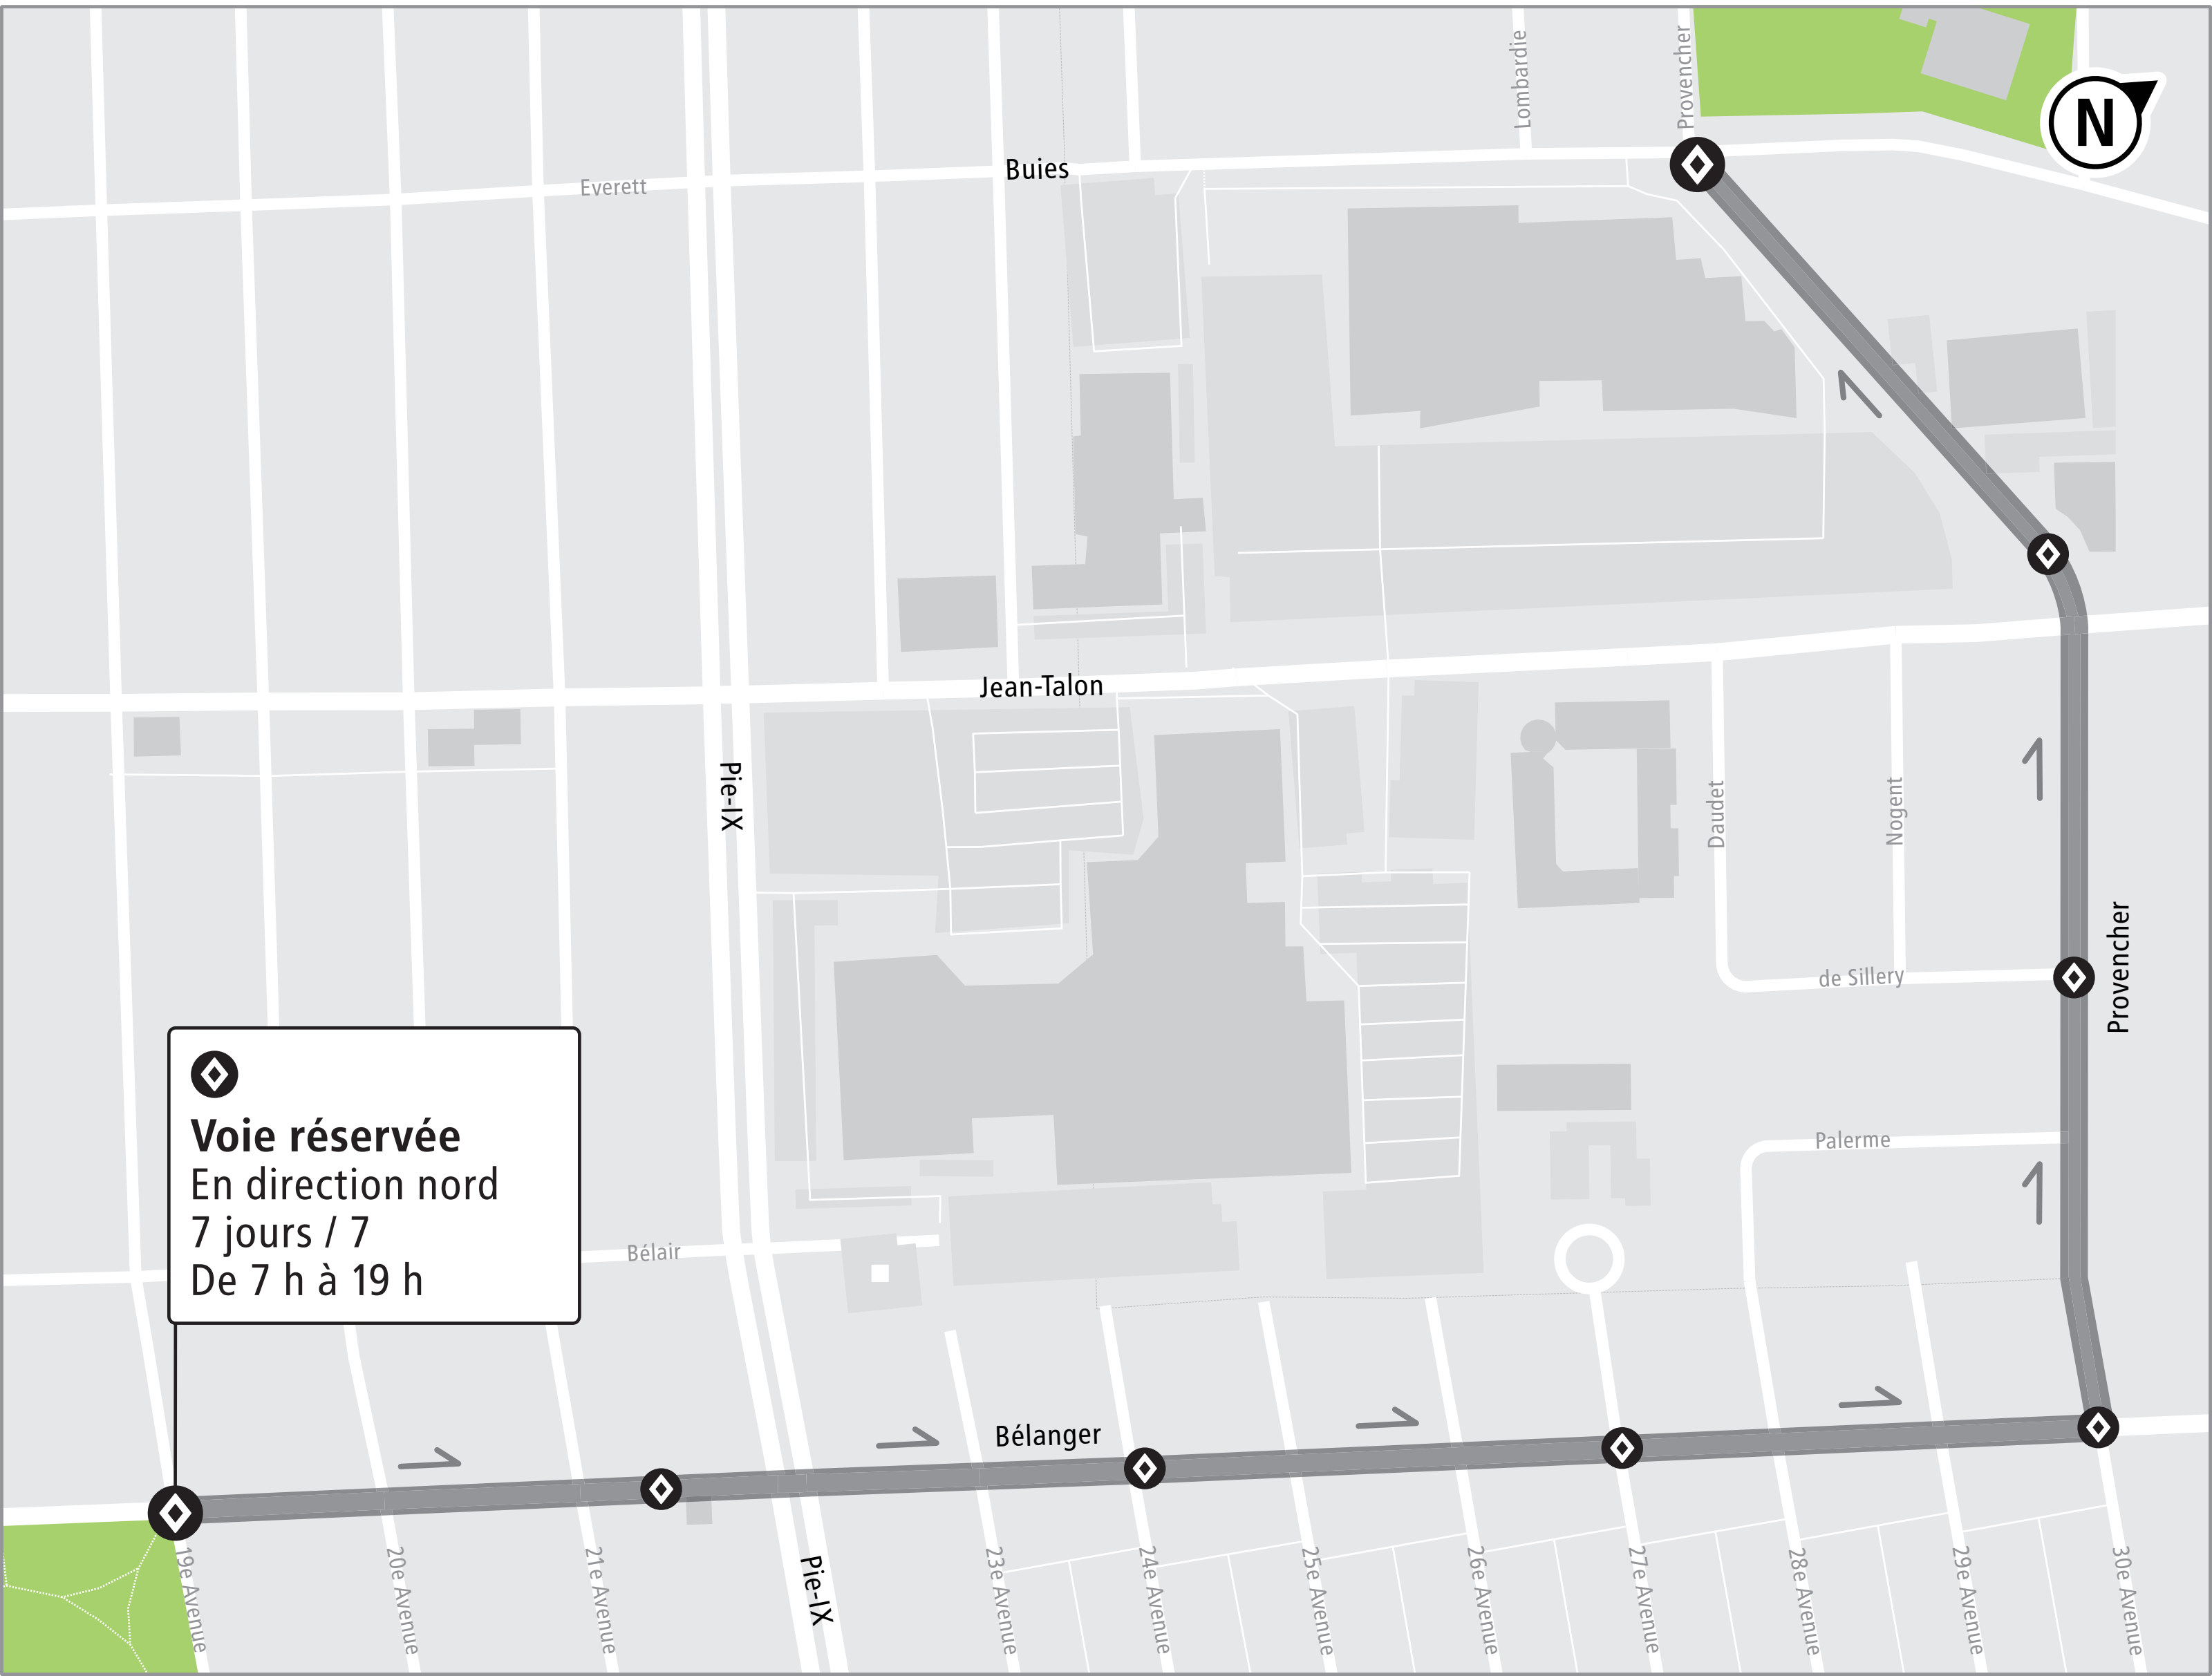 Lombardie
Provencher
N
Buies
Everett
Jean-Talon
Pie-IX
Daudet
Nogent
Provencher
de Sillery
Voie réservée
En direction nord
7 jours / 7
De 7 h à 19 h
Palerme
Bélair
Bélanger
19e Avenue
20e Avenue
21e Avenue
Pie-IX
23e Avenue
24e Avenue
25e Avenue
26e Avenue
27e Avenue
28e Avenue
29e Avenue
30e Avenue